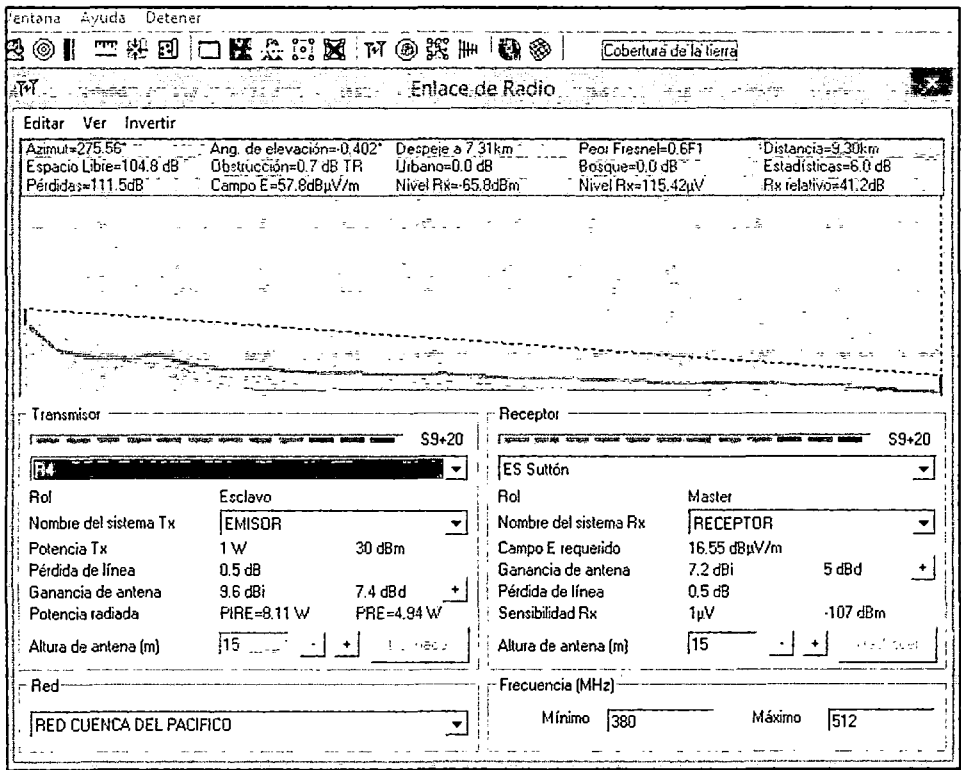 Ventana Ayuda Detener
Cobertura de la tierra
Enlace de Radio
Editar Ver Invertir
Azimut=275.56° Ang. de elevación=-0.402° Despeje a 7.31km Peor Fresnel=0.6F1 Distancia=9.30km
Espacio Libre=104.8 dB Obstrucción=0.7 dB TR Urbano=0.0 dB Bosque=0.0 dB Estadísticas=6.0 dB
Pérdidas=111.5dB Campo E=57.8dBµV/m Nivel Rx=-65.8dBm Nivel Rx=115.42µV Rx relativo=41.2dB
Transmisor
S9+20
R4
Rol Esclavo
Nombre del sistema Tx EMISOR
Potencia Tx 1 W 30 dBm
Pérdida de línea 0.5 dB
Ganancia de antena 9.6 dBi 7.4 dBd +
Potencia radiada PIRE=8.11 W PRE=4.94 W
Altura de antena (m) 15 - +
Receptor
S9+20
ES Suttón
Rol Master
Nombre del sistema Rx RECEPTOR
Campo E requerido 16.55 dBµV/m
Ganancia de antena 7.2 dBi 5 dBd +
Pérdida de línea 0.5 dB
Sensibilidad Rx 1µV -107 dBm
Altura de antena (m) 15 - +
Red
RED CUENCA DEL PACIFICO
Frecuencia (MHz)
Mínimo 380 Máximo 512